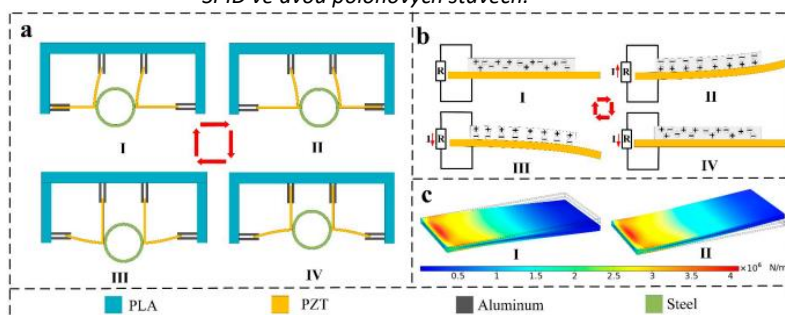 SPID ve dvou polohových stavech.
a
I
II
III
IV
b
R
I
I
R
II
I
R
III
I
R
IV
c
I
II
0.5 1 1.5 2 2.5 3 3.5 4 ×10⁶ N/m
PLA PZT Aluminum Steel